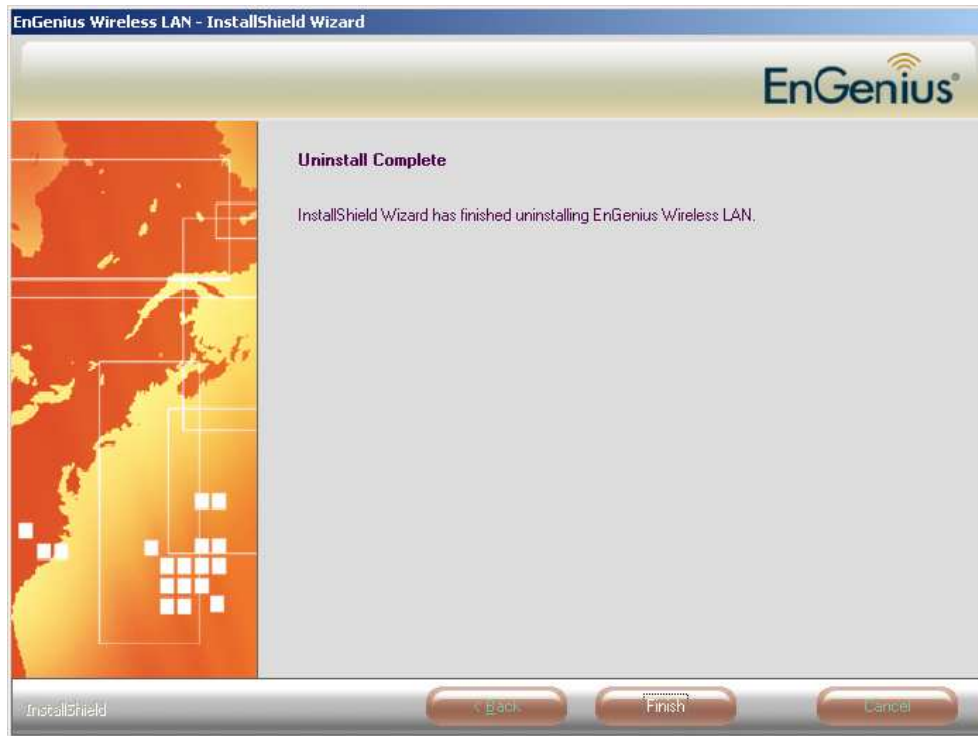 EnGenius Wireless LAN - InstallShield Wizard
EnGenius®
Uninstall Complete
InstallShield Wizard has finished uninstalling EnGenius Wireless LAN.
InstallShield
< Back
Finish
Cancel